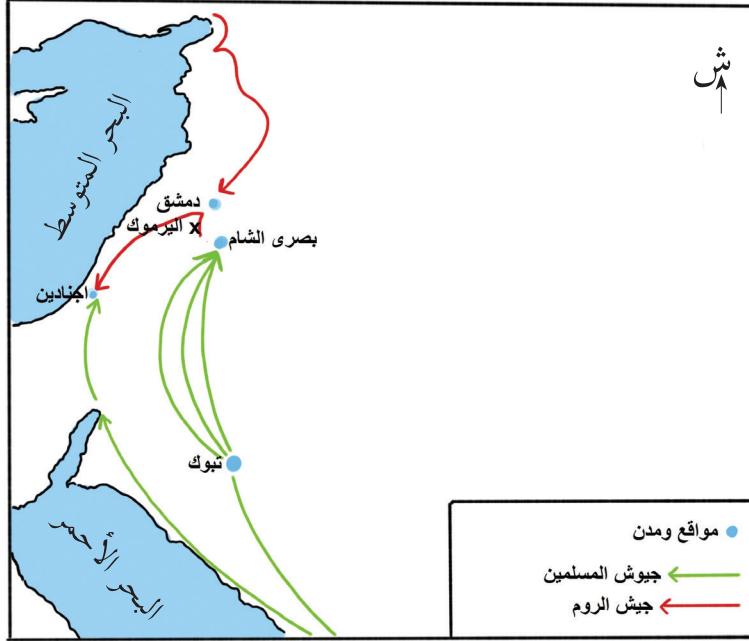 ش
البحر المتوسط
دمشق
x اليرموك
بصرى الشام
اجنادين
تبوك
البحر الأحمر
مواقع ومدن
جيوش المسلمين
جيش الروم